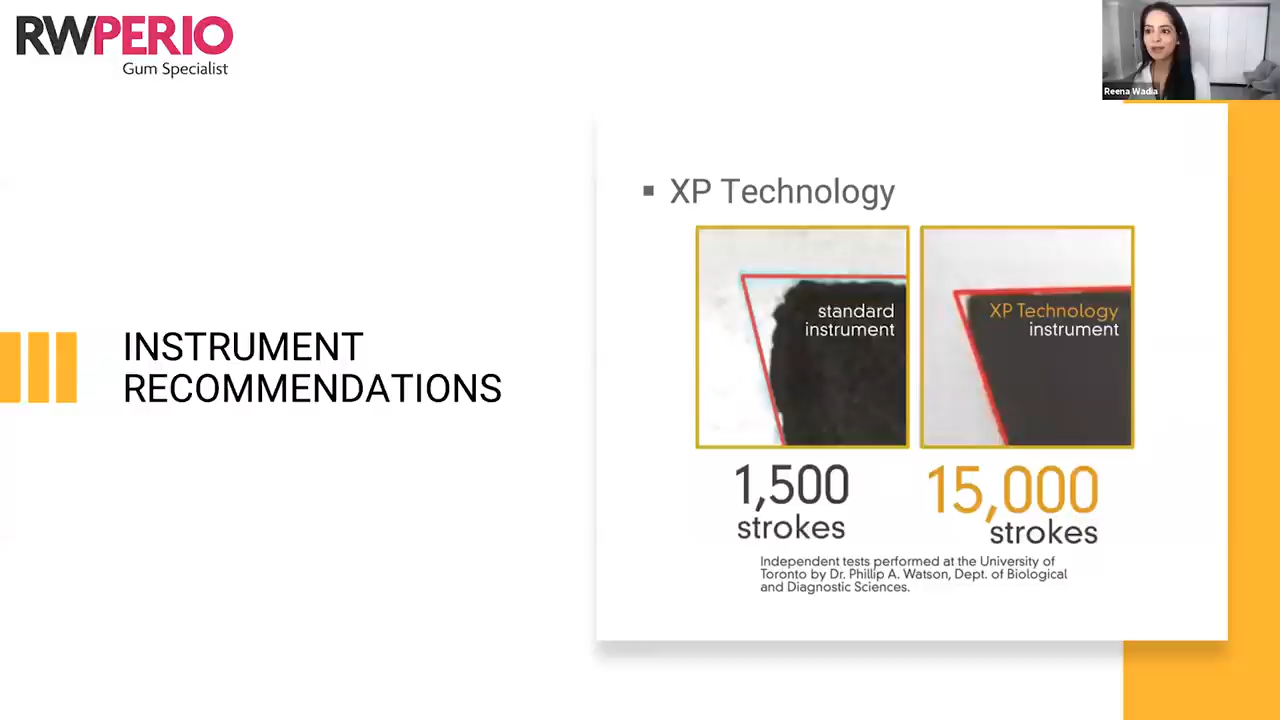 RWPERIO
Gum Specialist
Reena Wadia
▪ XP Technology
standard
instrument
XP Technology
instrument
INSTRUMENT
RECOMMENDATIONS
1,500
strokes
15,000
strokes
Independent tests performed at the University of
Toronto by Dr. Phillip A. Watson, Dept. of Biological
and Diagnostic Sciences.